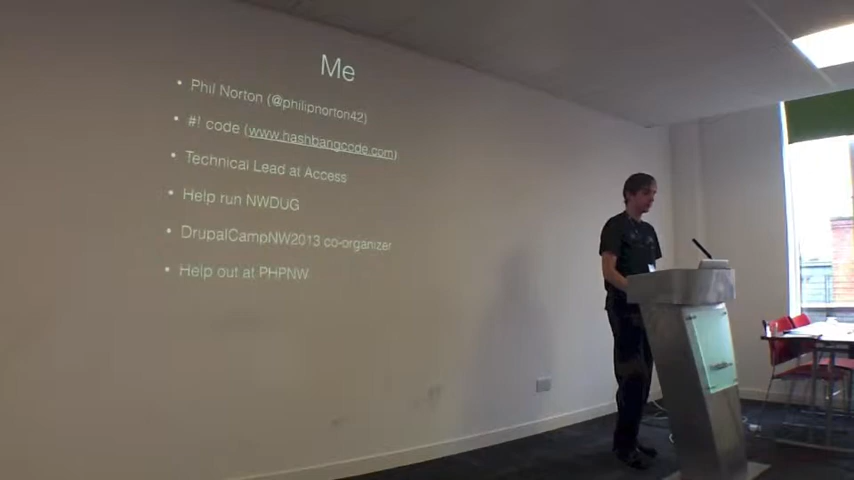 Me
• Phil Norton (@philipnorton42)
• #! code (www.hashbangcode.com)
• Technical Lead at Access
• Help run NWDUG
• DrupalCampNW2013 co-organizer
• Help out at PHPNW